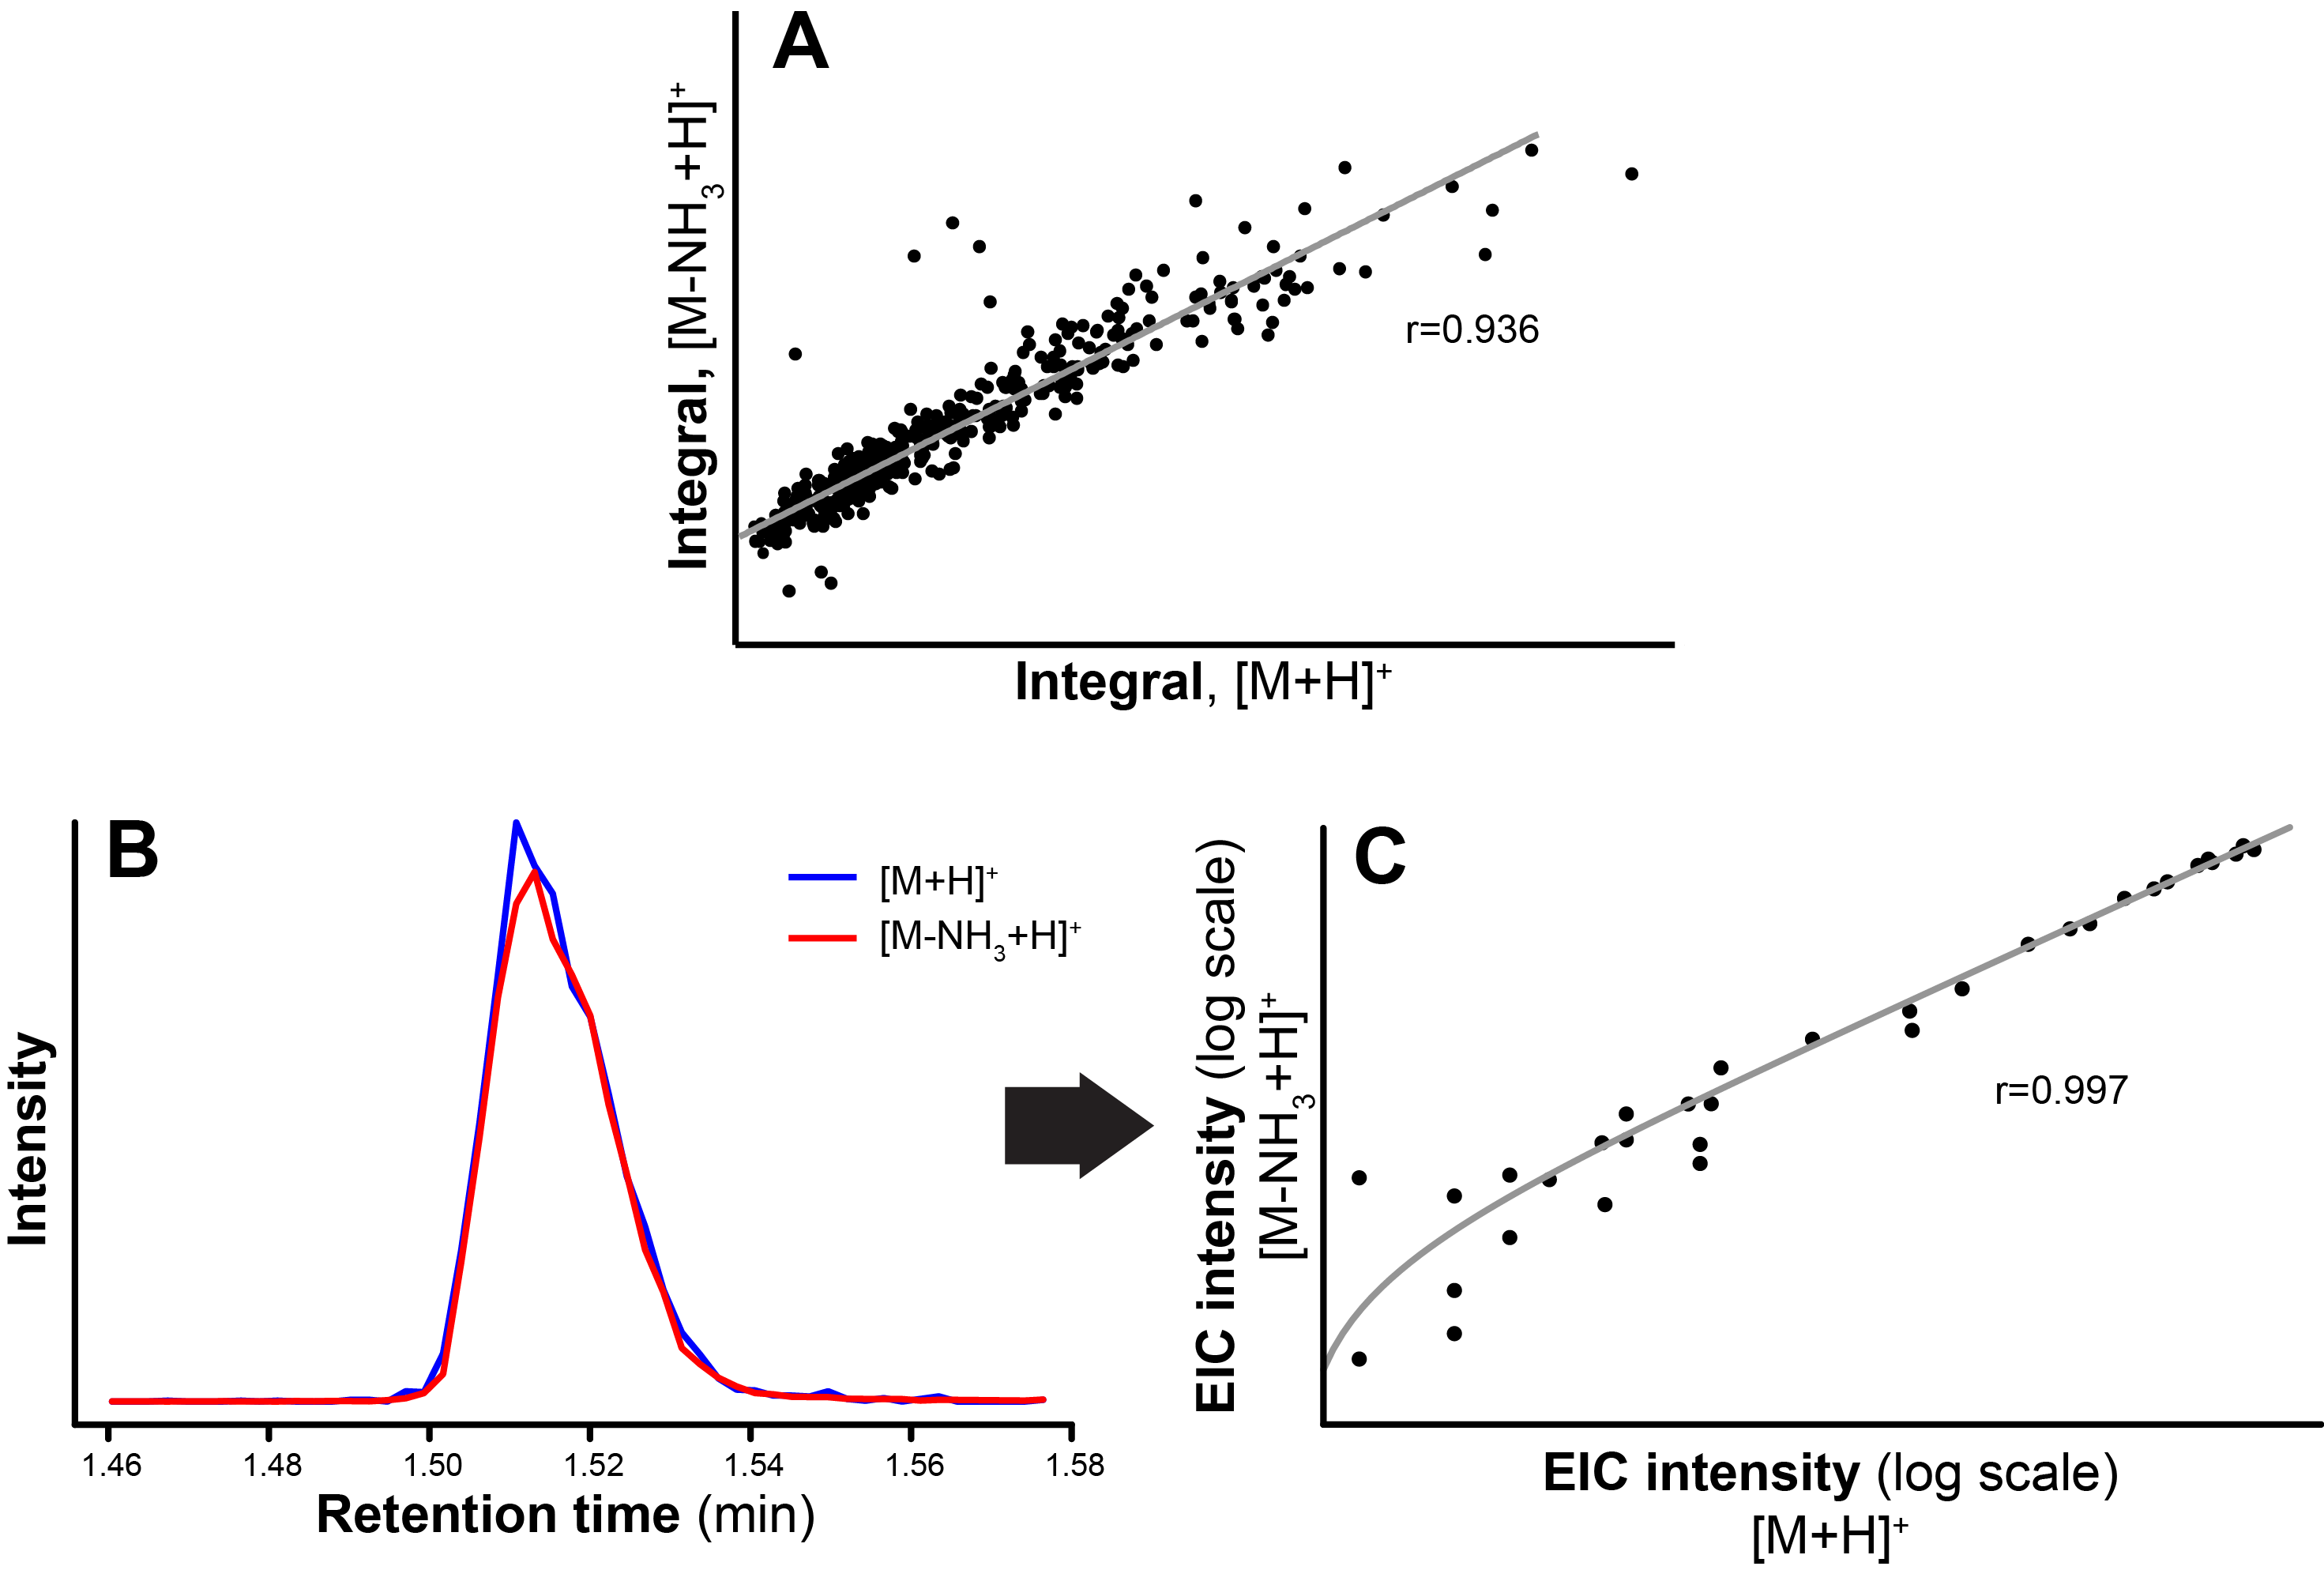 A
Integral, [M-NH3+H]+
r=0.936
Integral, [M+H]+
B
[M+H]+
[M-NH3+H]+
Intensity
1.46 1.48 1.50 1.52 1.54 1.56 1.58
Retention time (min)
C
EIC intensity (log scale)
[M-NH3+H]+
r=0.997
EIC intensity (log scale)
[M+H]+